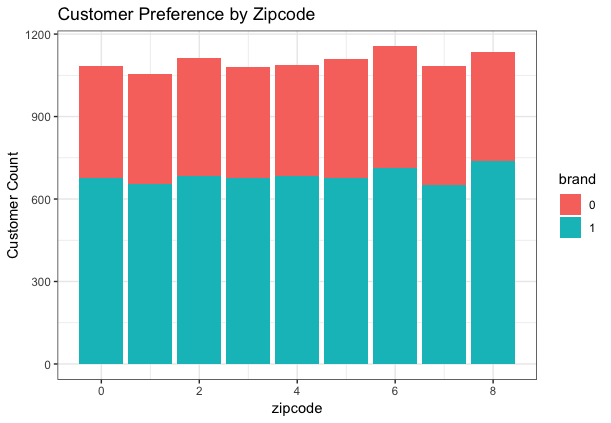 Customer Preference by Zipcode
1200
900
600
300
0
Customer Count
0 2 4 6 8
zipcode
brand
0
1